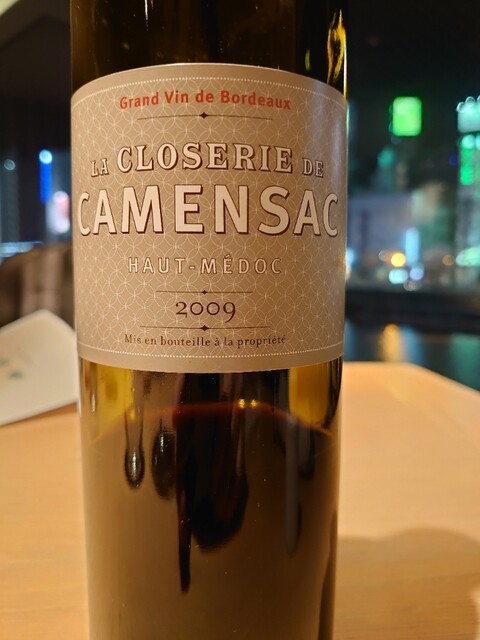 Grand Vin de Bordeaux
LA CLOSERIE DE
CAMENSAC
HAUT-MÉDOC
2009
Mis en bouteille à la propriété